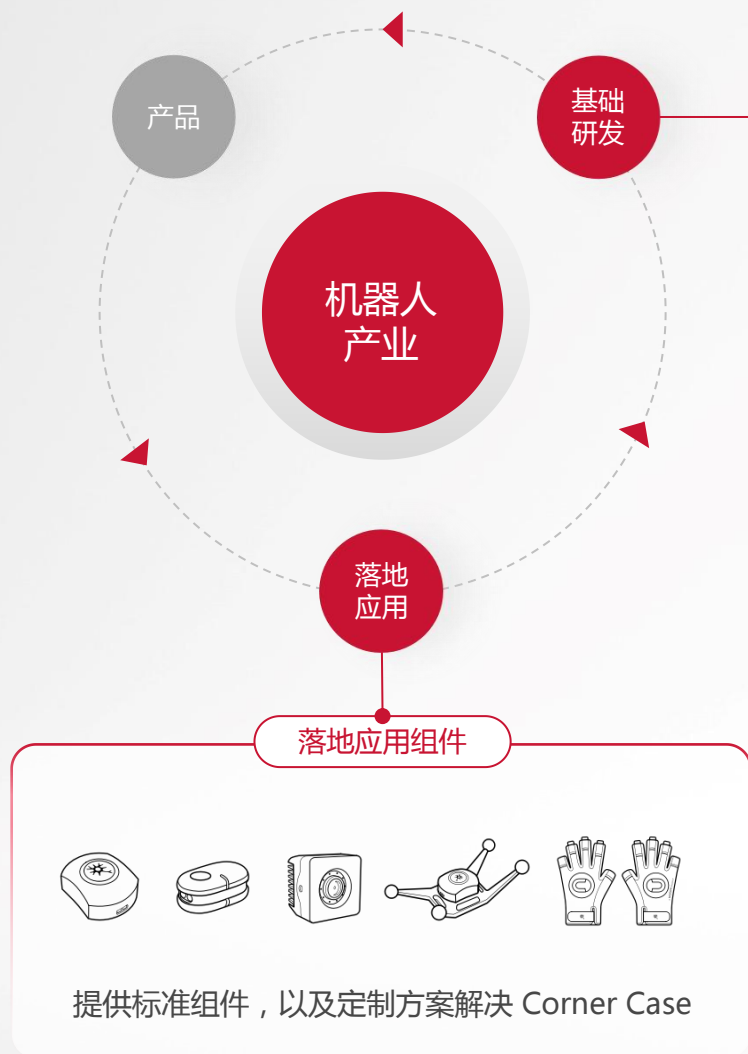 产品
基础
研发
机器人
产业
落地
应用
落地应用组件
提供标准组件，以及定制方案解决 Corner Case